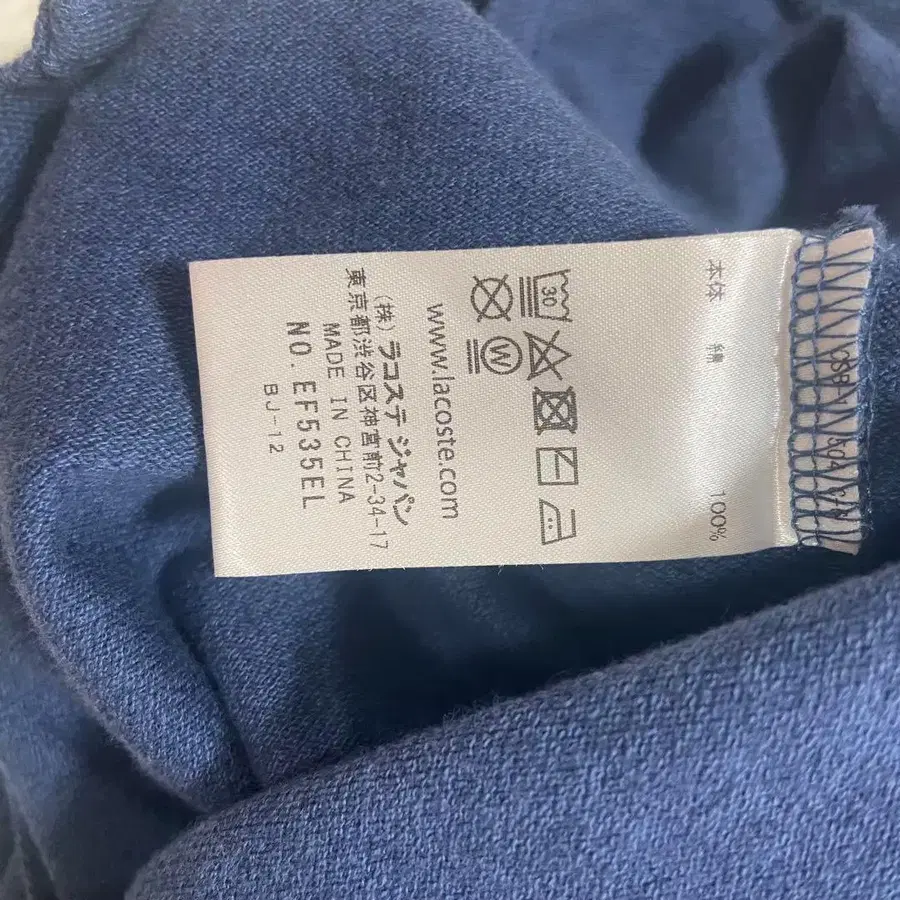 本体 綿 100%
30
W
www.lacoste.com
(株) ラコステ ジャパン
東京都渋谷区神宮前2-34-17
MADE IN CHINA
NO. EF535EL
BJ-12